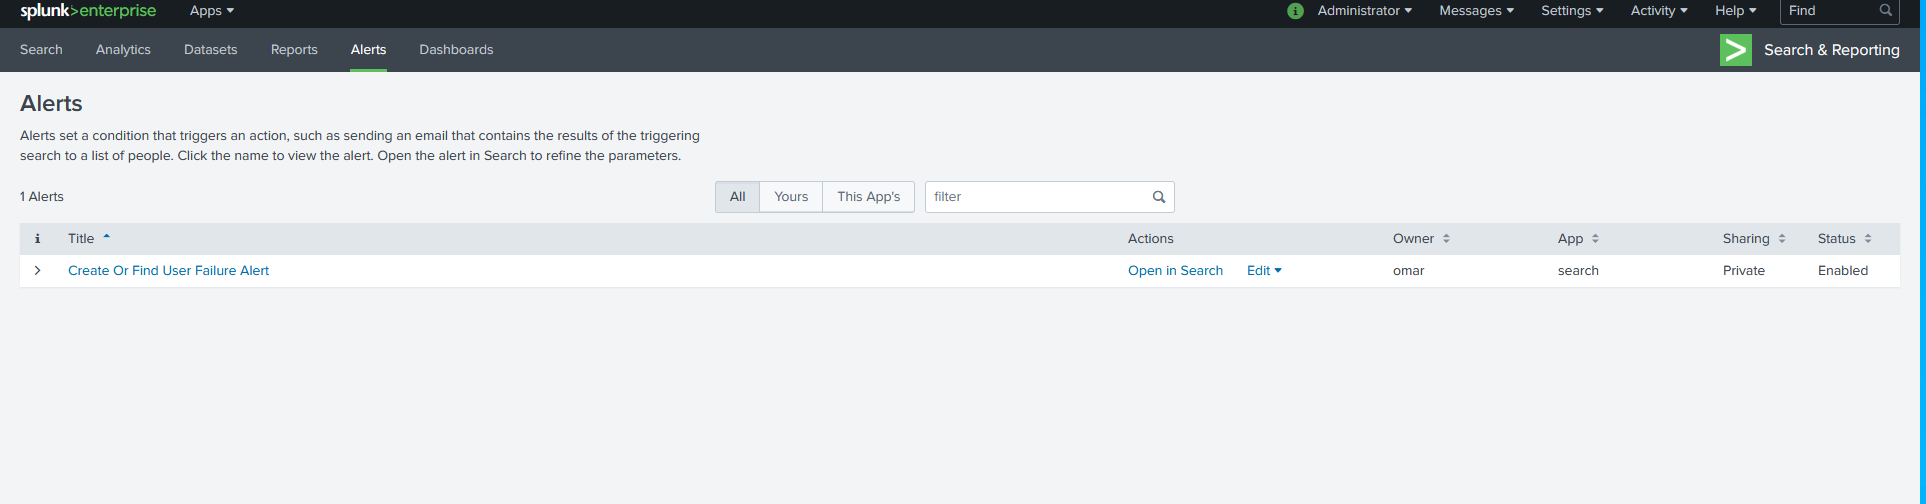 splunk>enterprise Apps Administrator Messages Settings Activity Help Find
Search Analytics Datasets Reports Alerts Dashboards Search & Reporting
Alerts
Alerts set a condition that triggers an action, such as sending an email that contains the results of the triggering
search to a list of people. Click the name to view the alert. Open the alert in Search to refine the parameters.
1 Alerts All Yours This App's filter
i Title Actions Owner App Sharing Status
Create Or Find User Failure Alert Open in Search Edit omar search Private Enabled